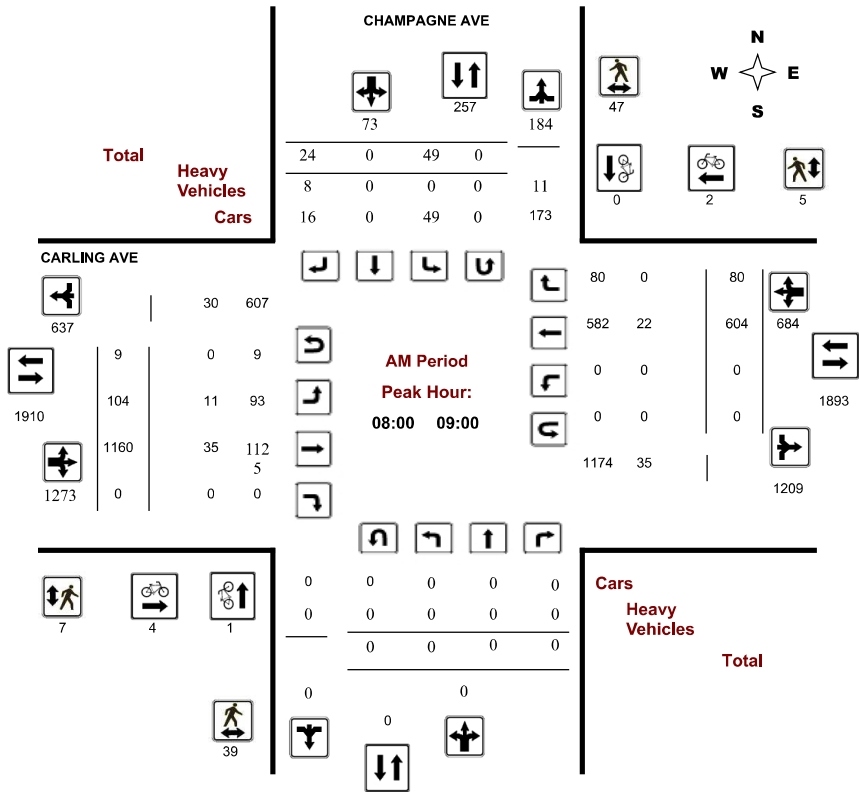 CHAMPAGNE AVE
N
W E
S
73 257 184 47
Total 24 0 49 0
Heavy
Vehicles 8 0 0 0 11
Cars 16 0 49 0 173
0 2 5
CARLING AVE
637 30 607
80 0 80
582 22 604 684
9 0 9
0 0 0
1910
1893
AM Period
Peak Hour:
08:00 09:00
104 11 93
0 0 0
1160 35 112
5
1174 35
1273 0 0 0
1209
0 0 0 0 0 Cars
0 0 0 0 0 Heavy
Vehicles
0 0 0 0 Total
7 4 1
0 0
0
39